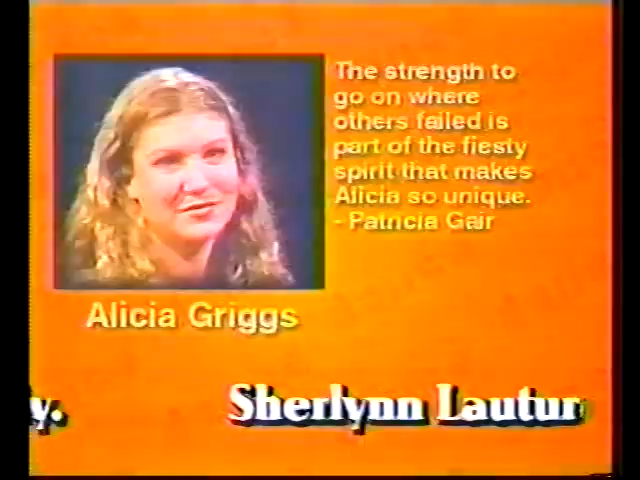 The strength to
go on where
others failed is
part of the fiesty
spirit that makes
Alicia so unique.
- Patricia Gair
Alicia Griggs
y. Sherlynn Lautur